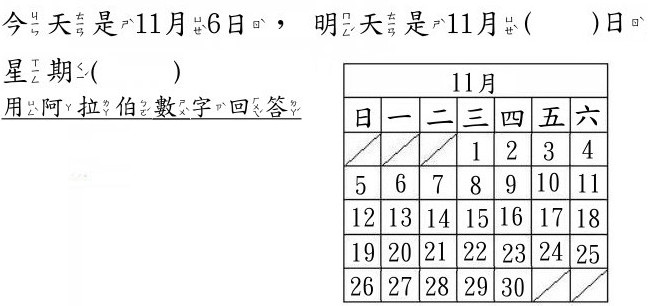 今天是11月6日，明天是11月(　　)日
星期(　　)
用阿拉伯數字回答
11月
日 一 二 三 四 五 六
1 2 3 4
5 6 7 8 9 10 11
12 13 14 15 16 17 18
19 20 21 22 23 24 25
26 27 28 29 30